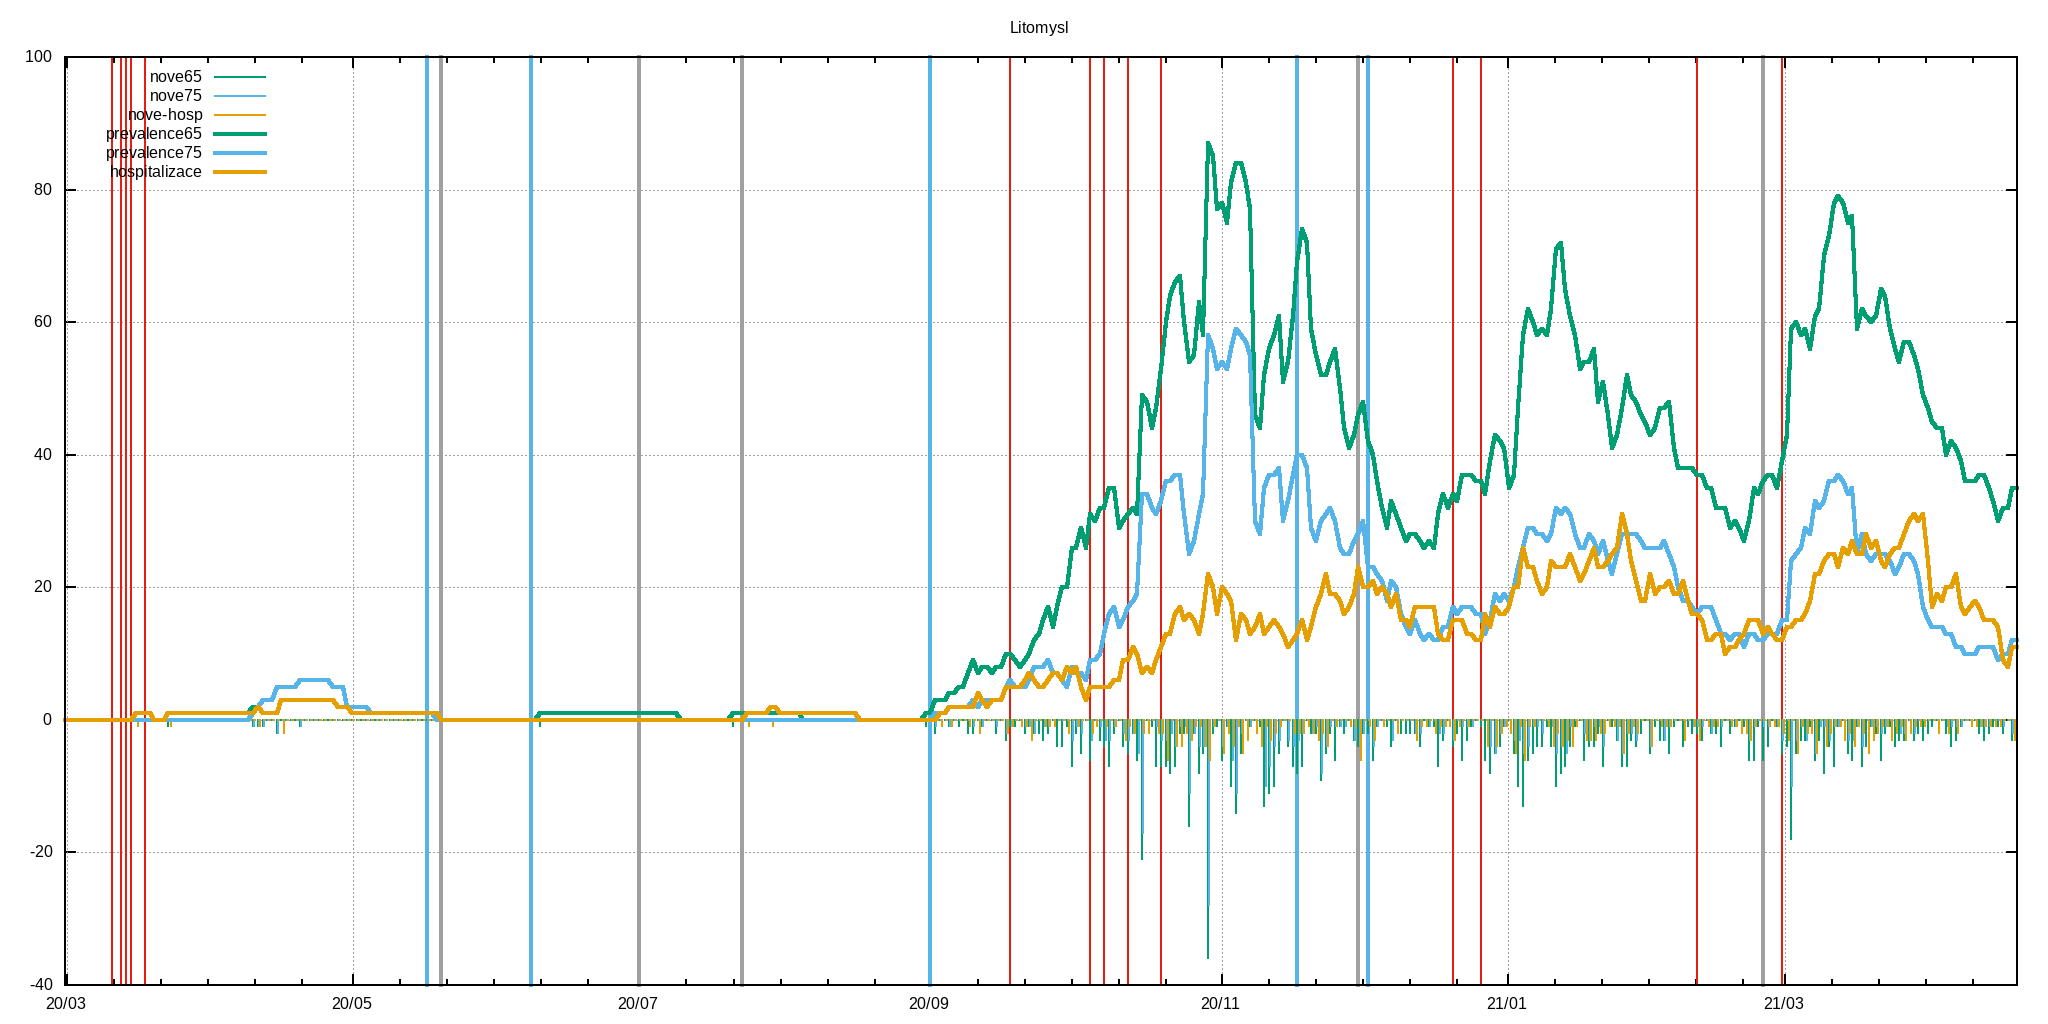 Litomysl
100
nove65
nove75
nove-hosp
prevalence65
prevalence75
hospitalizace
80
60
40
20
0
-20
-40
20/03 20/05 20/07 20/09 20/11 21/01 21/03